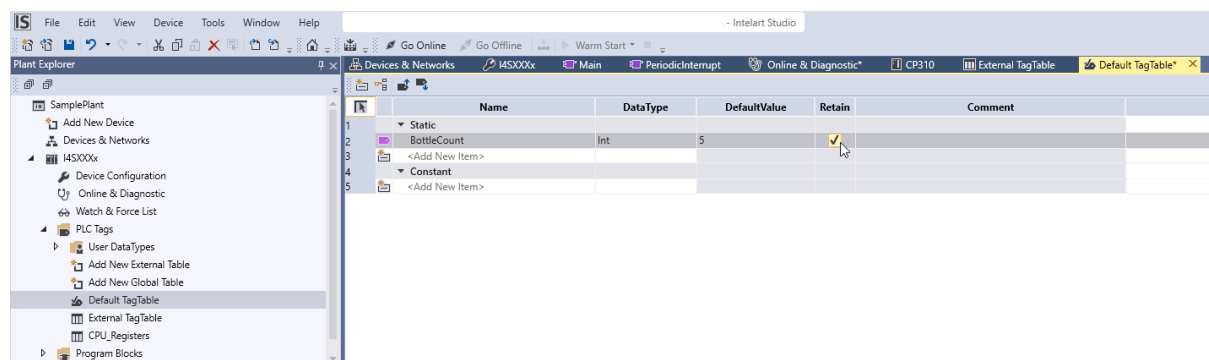 IS File Edit View Device Tools Window Help - Intelart Studio
Go Online Go Offline Warm Start
Plant Explorer
Devices & Networks I4SXXXx Main PeriodicInterrupt Online & Diagnostic* CP310 External TagTable Default TagTable*
Name DataType DefaultValue Retain Comment
1 Static
2 BottleCount Int 5
3 <Add New Item>
4 Constant
5 <Add New Item>
SamplePlant
Add New Device
Devices & Networks
I4SXXXx
Device Configuration
Online & Diagnostic
Watch & Force List
PLC Tags
User DataTypes
Add New External Table
Add New Global Table
Default TagTable
External TagTable
CPU_Registers
Program Blocks